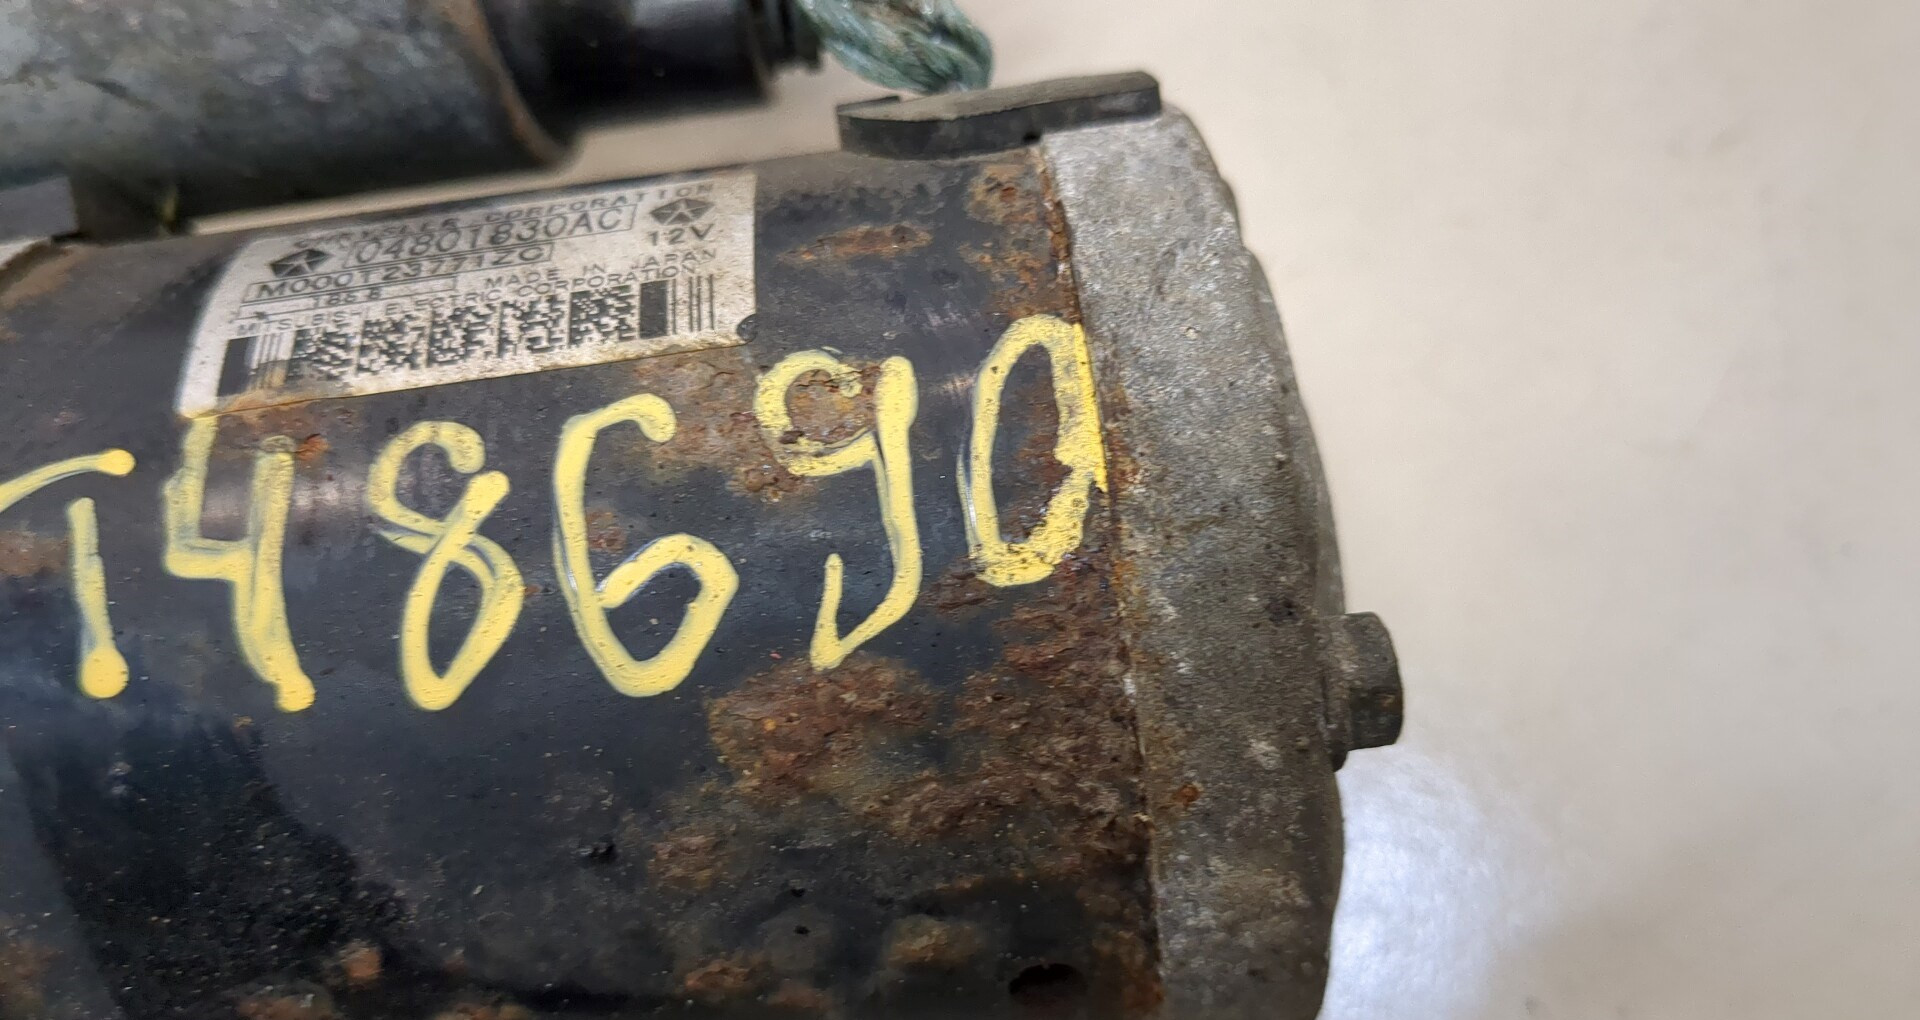 CHRYSLER CORPORATION
04801830AC
12V
M000T23771ZC
MADE IN JAPAN
MITSUBISHI ELECTRIC CORPORATION
T48690